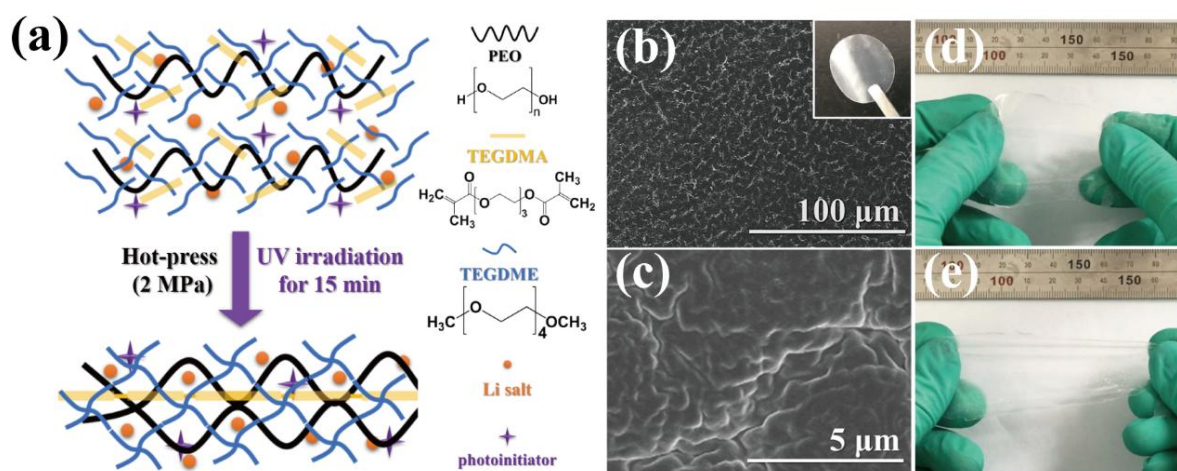 (a)
Hot-press
(2 MPa)
UV irradiation
for 15 min
PEO
H O OH
n
TEGDMA
H₂C O O CH₃
CH₃ O 3 O CH₂
TEGDME
H₃C O OCH₃
4
Li salt
photoinitiator
(b)
100 μm
(c)
5 μm
(d)
100 150
100 150
(e)
150
100 150